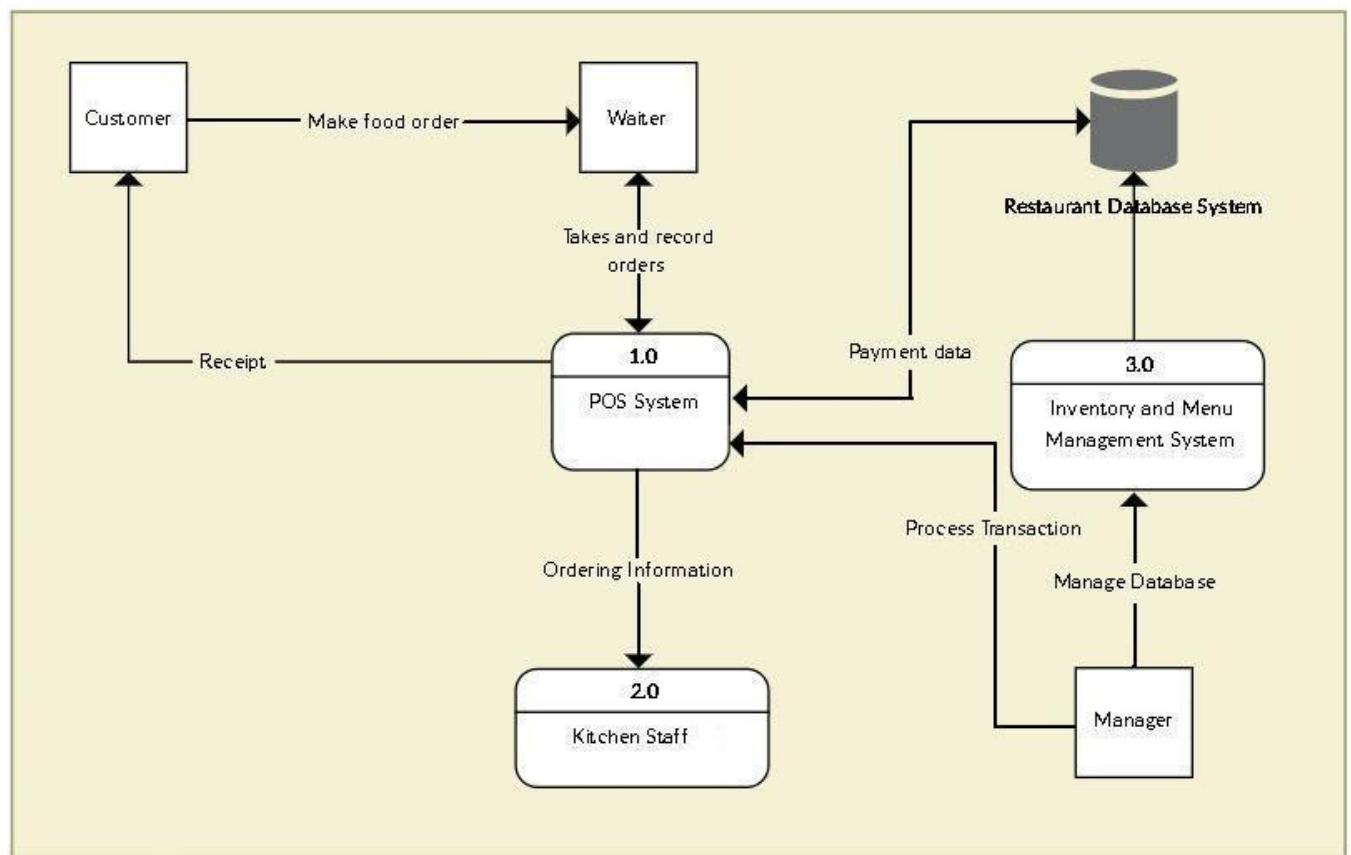 Customer
Make food order
Waiter
Restaurant Database System
Takes and record
orders
Receipt
1.0
POS System
Payment data
3.0
Inventory and Menu
Management System
Process Transaction
Ordering Information
Manage Database
2.0
Kitchen Staff
Manager